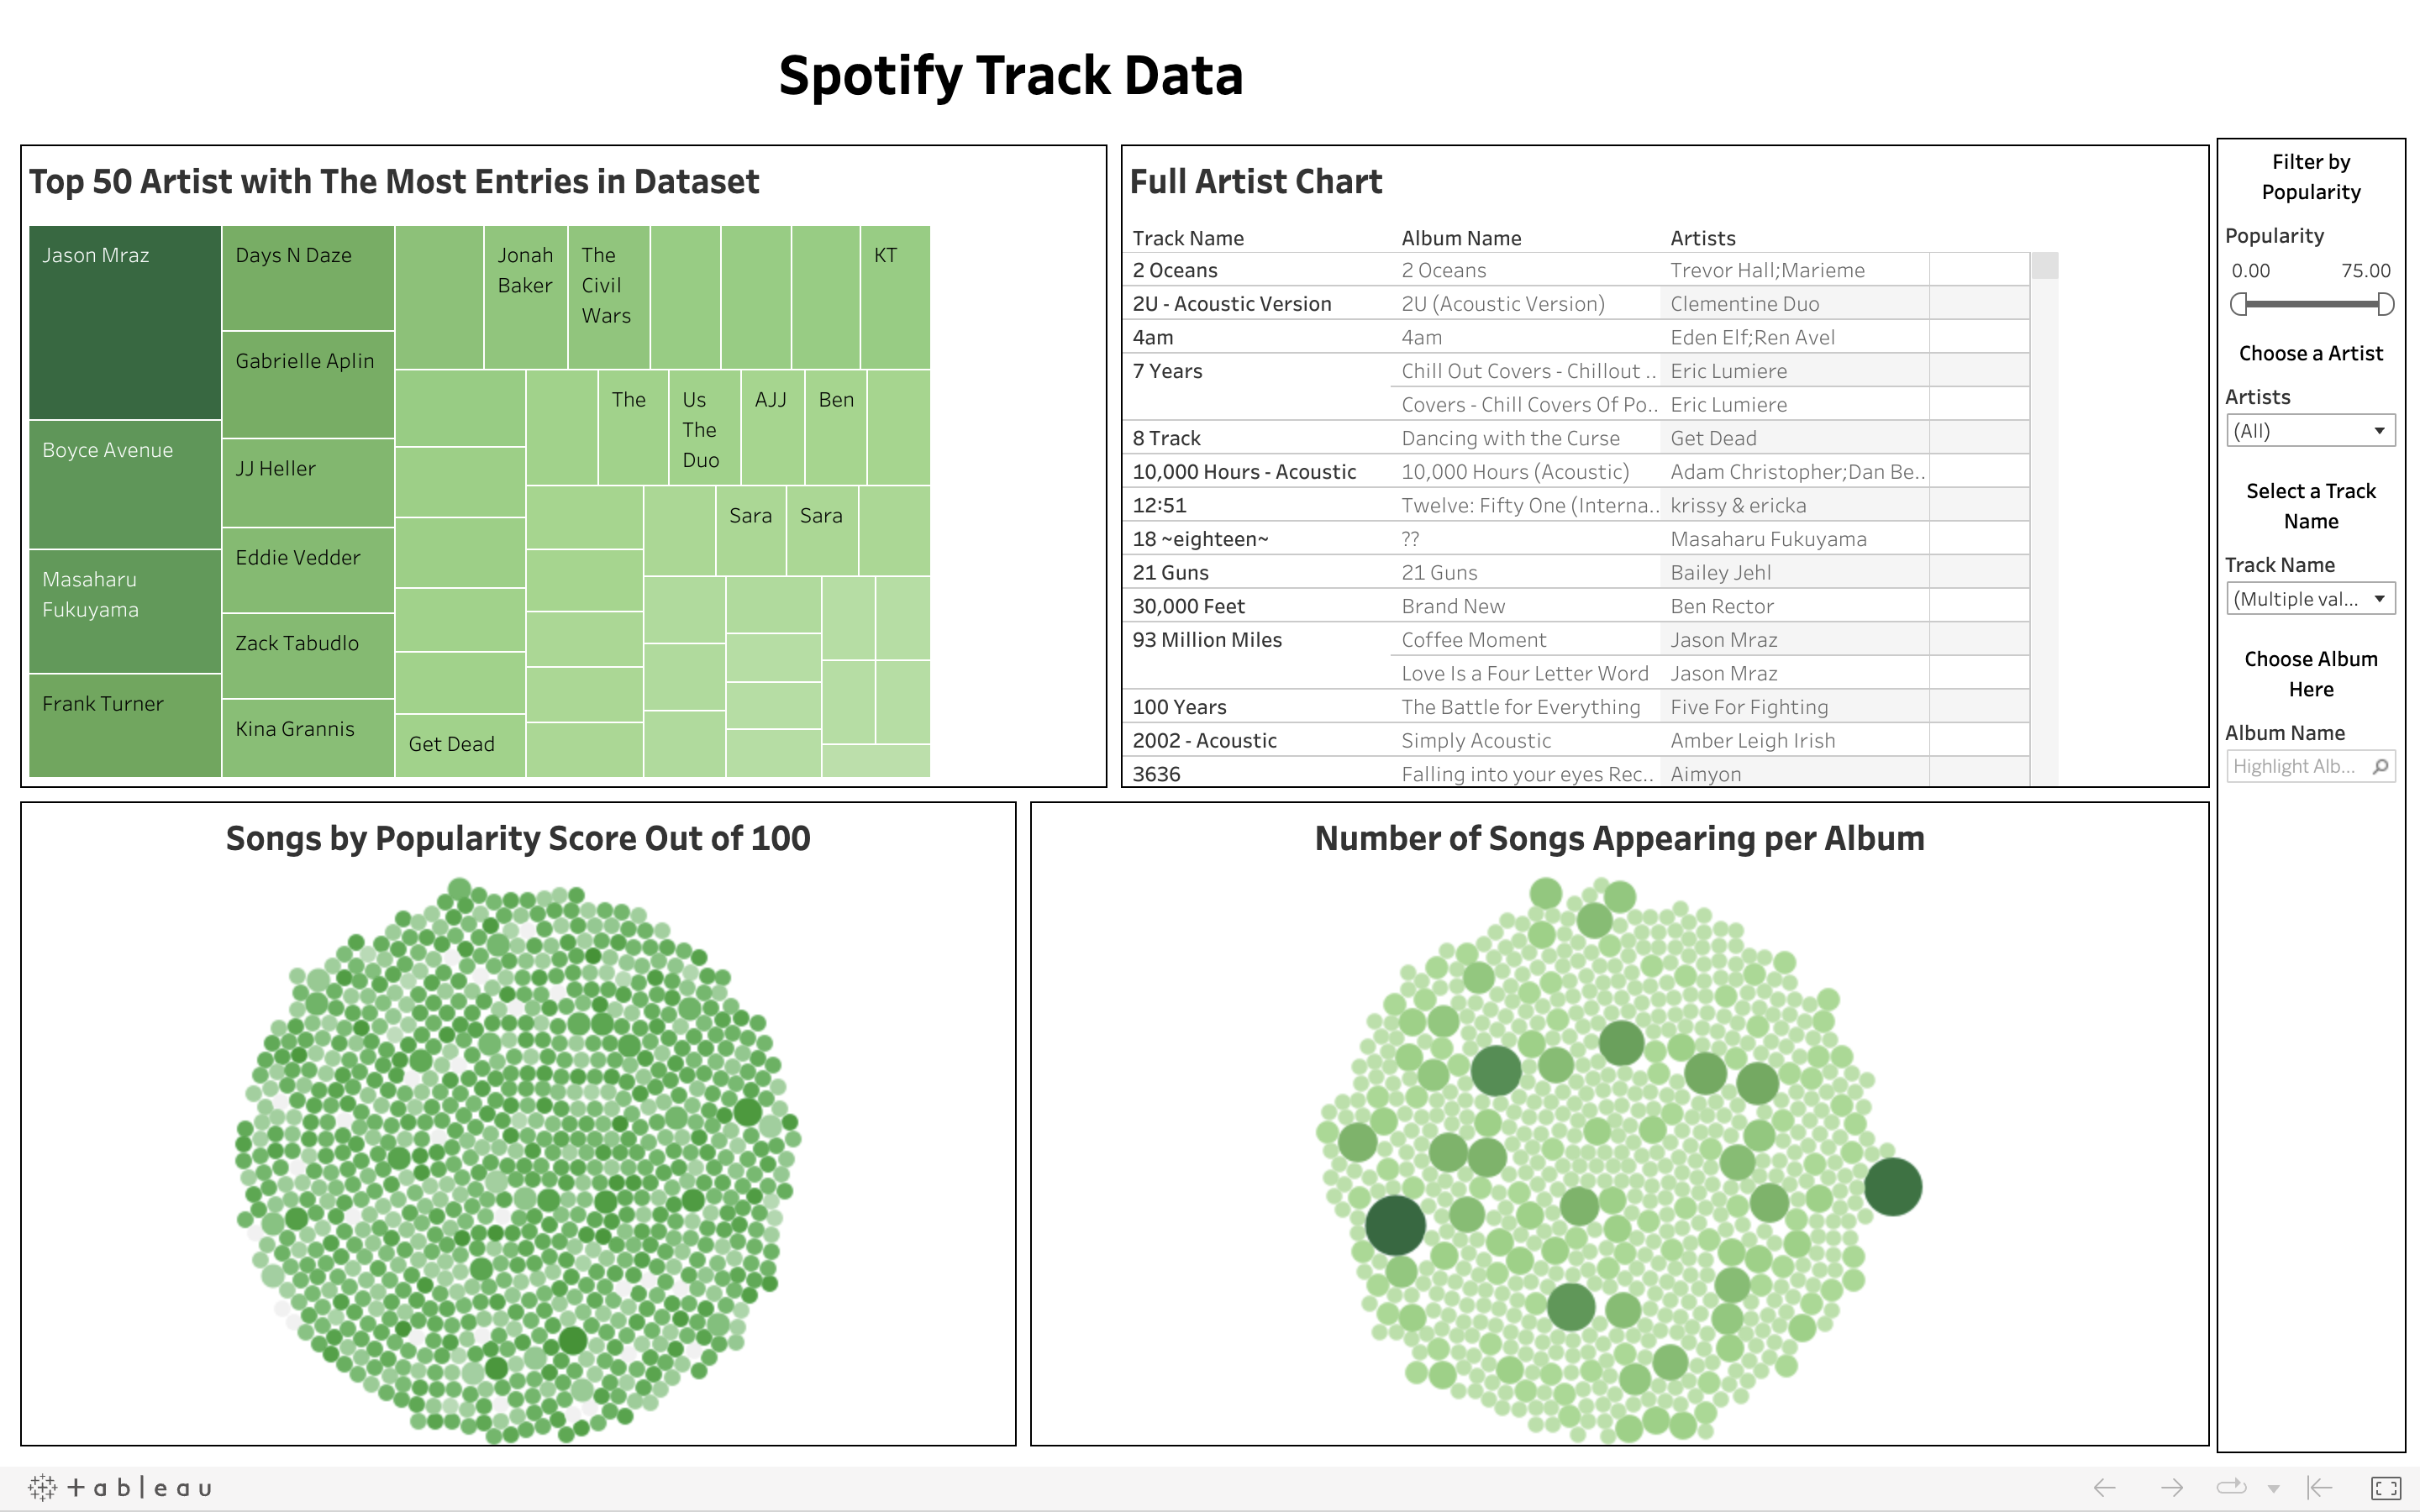 Spotify Track Data
Top 50 Artist with The Most Entries in Dataset
Jason Mraz
Boyce Avenue
Masaharu
Fukuyama
Frank Turner
Days N Daze
Gabrielle Aplin
JJ Heller
Eddie Vedder
Zack Tabudlo
Kina Grannis
Jonah
Baker
The
Civil
Wars
KT
The
Us
The
Duo
AJJ
Ben
Sara
Sara
Get Dead
Full Artist Chart
Track Name Album Name Artists
2 Oceans 2 Oceans Trevor Hall;Marieme
2U - Acoustic Version 2U (Acoustic Version) Clementine Duo
4am 4am Eden Elf;Ren Avel
7 Years Chill Out Covers - Chillout .. Eric Lumiere
Covers - Chill Covers Of Po.. Eric Lumiere
8 Track Dancing with the Curse Get Dead
10,000 Hours - Acoustic 10,000 Hours (Acoustic) Adam Christopher;Dan Be..
12:51 Twelve: Fifty One (Interna.. krissy & ericka
18 ~eighteen~ ?? Masaharu Fukuyama
21 Guns 21 Guns Bailey Jehl
30,000 Feet Brand New Ben Rector
93 Million Miles Coffee Moment Jason Mraz
Love Is a Four Letter Word Jason Mraz
100 Years The Battle for Everything Five For Fighting
2002 - Acoustic Simply Acoustic Amber Leigh Irish
3636 Falling into your eyes Rec.. Aimyon
Filter by
Popularity
Popularity
0.00 75.00
Choose a Artist
Artists
(All)
Select a Track
Name
Track Name
(Multiple val...
Choose Album
Here
Album Name
Highlight Alb...
Songs by Popularity Score Out of 100
Number of Songs Appearing per Album
+ a b l e a u